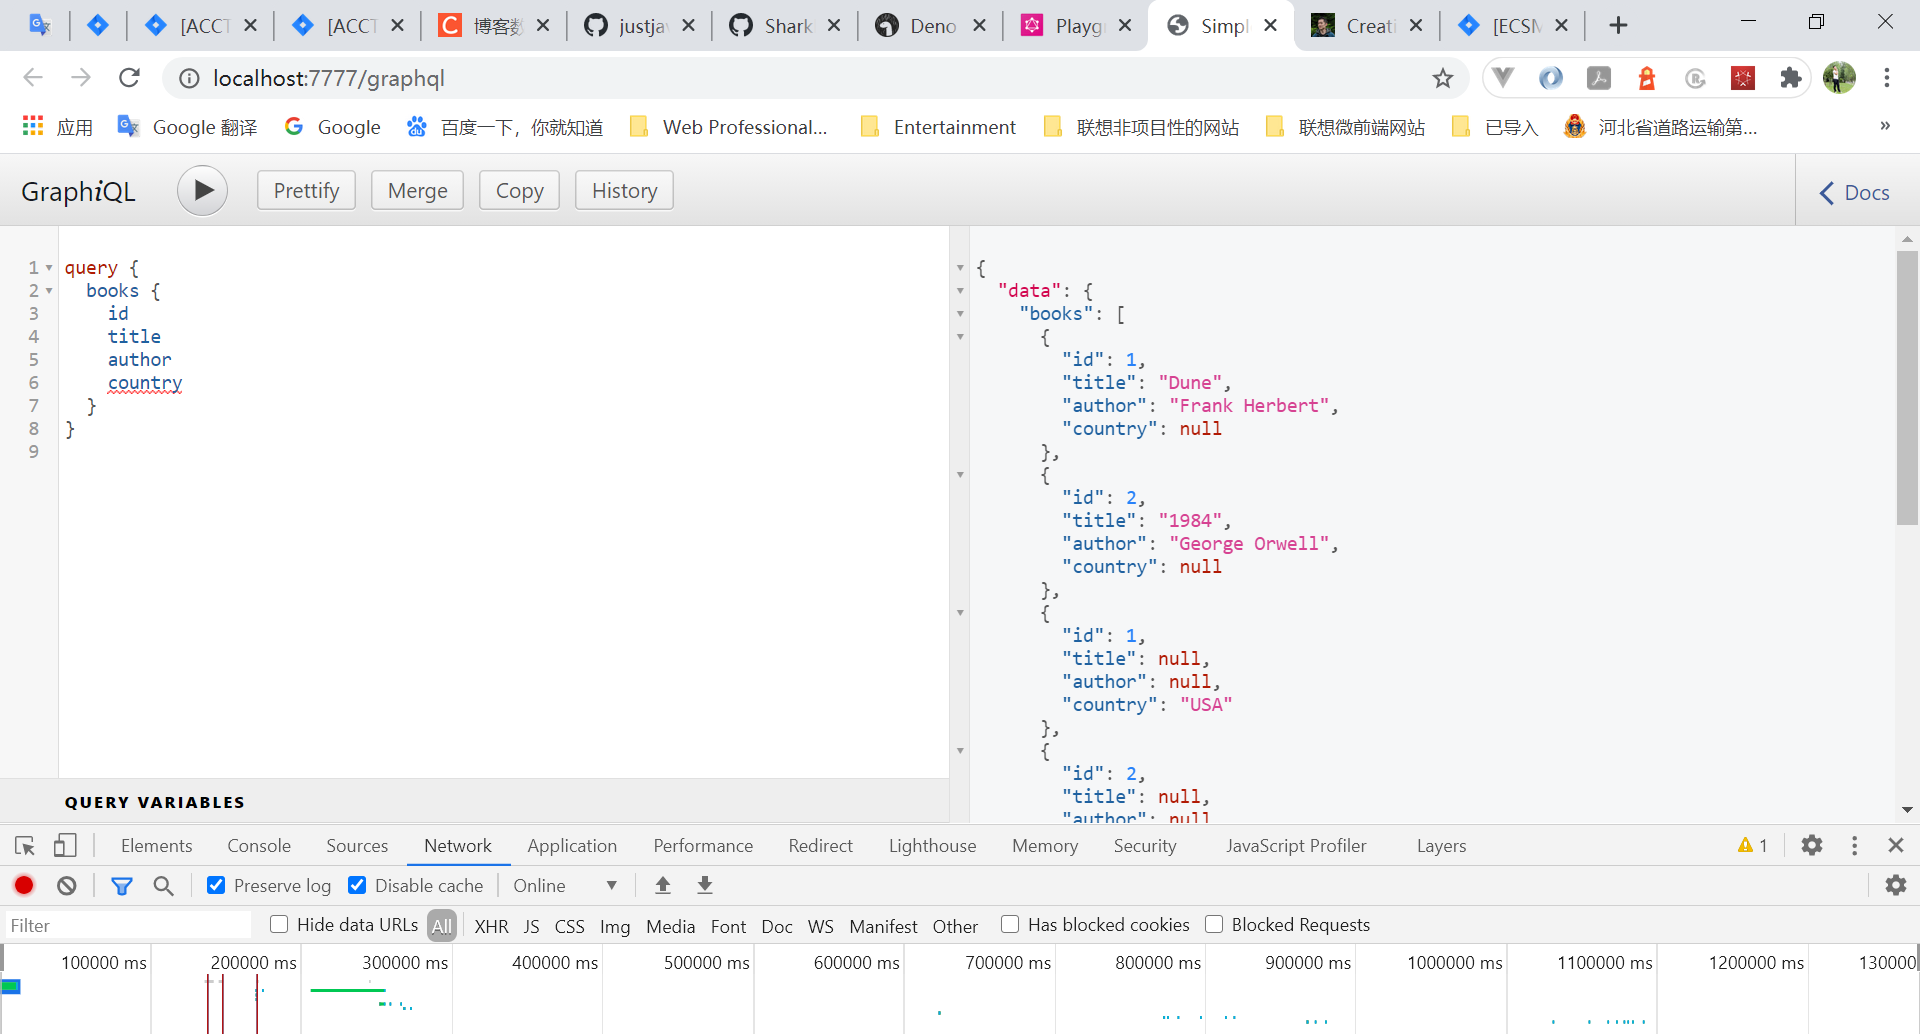 [ACCT
[ACCT
博客数
justjav
Shark
Deno
Playgr
Simpl
Creati
[ECSM
localhost:7777/graphql
应用
Google 翻译
Google
百度一下，你就知道
Web Professional...
Entertainment
联想非项目性的网站
联想微前端网站
已导入
河北省道路运输第...
»
GraphiQL
Prettify
Merge
Copy
History
Docs
1 query {
2 books {
3 id
4 title
5 author
6 country
7 }
8 }
9
QUERY VARIABLES
{
"data": {
"books": [
{
"id": 1,
"title": "Dune",
"author": "Frank Herbert",
"country": null
},
{
"id": 2,
"title": "1984",
"author": "George Orwell",
"country": null
},
{
"id": 1,
"title": null,
"author": null,
"country": "USA"
},
{
"id": 2,
"title": null,
"author": null
Elements
Console
Sources
Network
Application
Performance
Redirect
Lighthouse
Memory
Security
JavaScript Profiler
Layers
1
Preserve log
Disable cache
Online
Filter
Hide data URLs
All
XHR
JS
CSS
Img
Media
Font
Doc
WS
Manifest
Other
Has blocked cookies
Blocked Requests
100000 ms
200000 ms
300000 ms
400000 ms
500000 ms
600000 ms
700000 ms
800000 ms
900000 ms
1000000 ms
1100000 ms
1200000 ms
130000